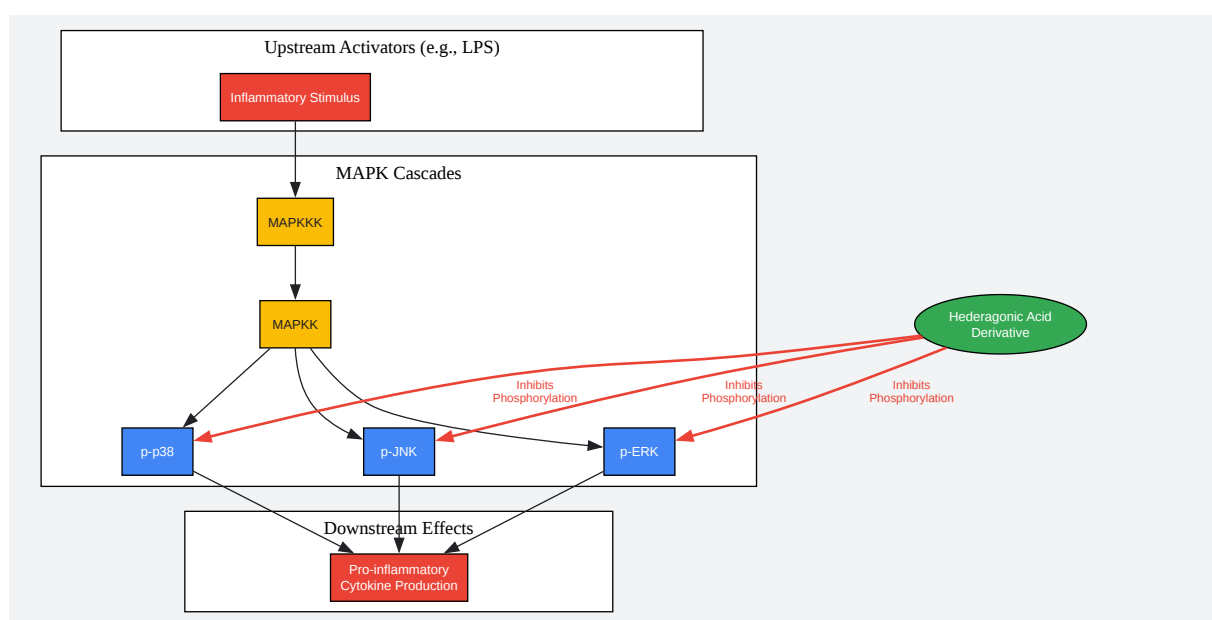 Upstream Activators (e.g., LPS)
Inflammatory Stimulus
MAPK Cascades
MAPKKK
MAPKK
Hederagonic Acid
Derivative
Inhibits
Phosphorylation
Inhibits
Phosphorylation
Inhibits
Phosphorylation
p-p38
p-JNK
p-ERK
Downstream Effects
Pro-inflammatory
Cytokine Production